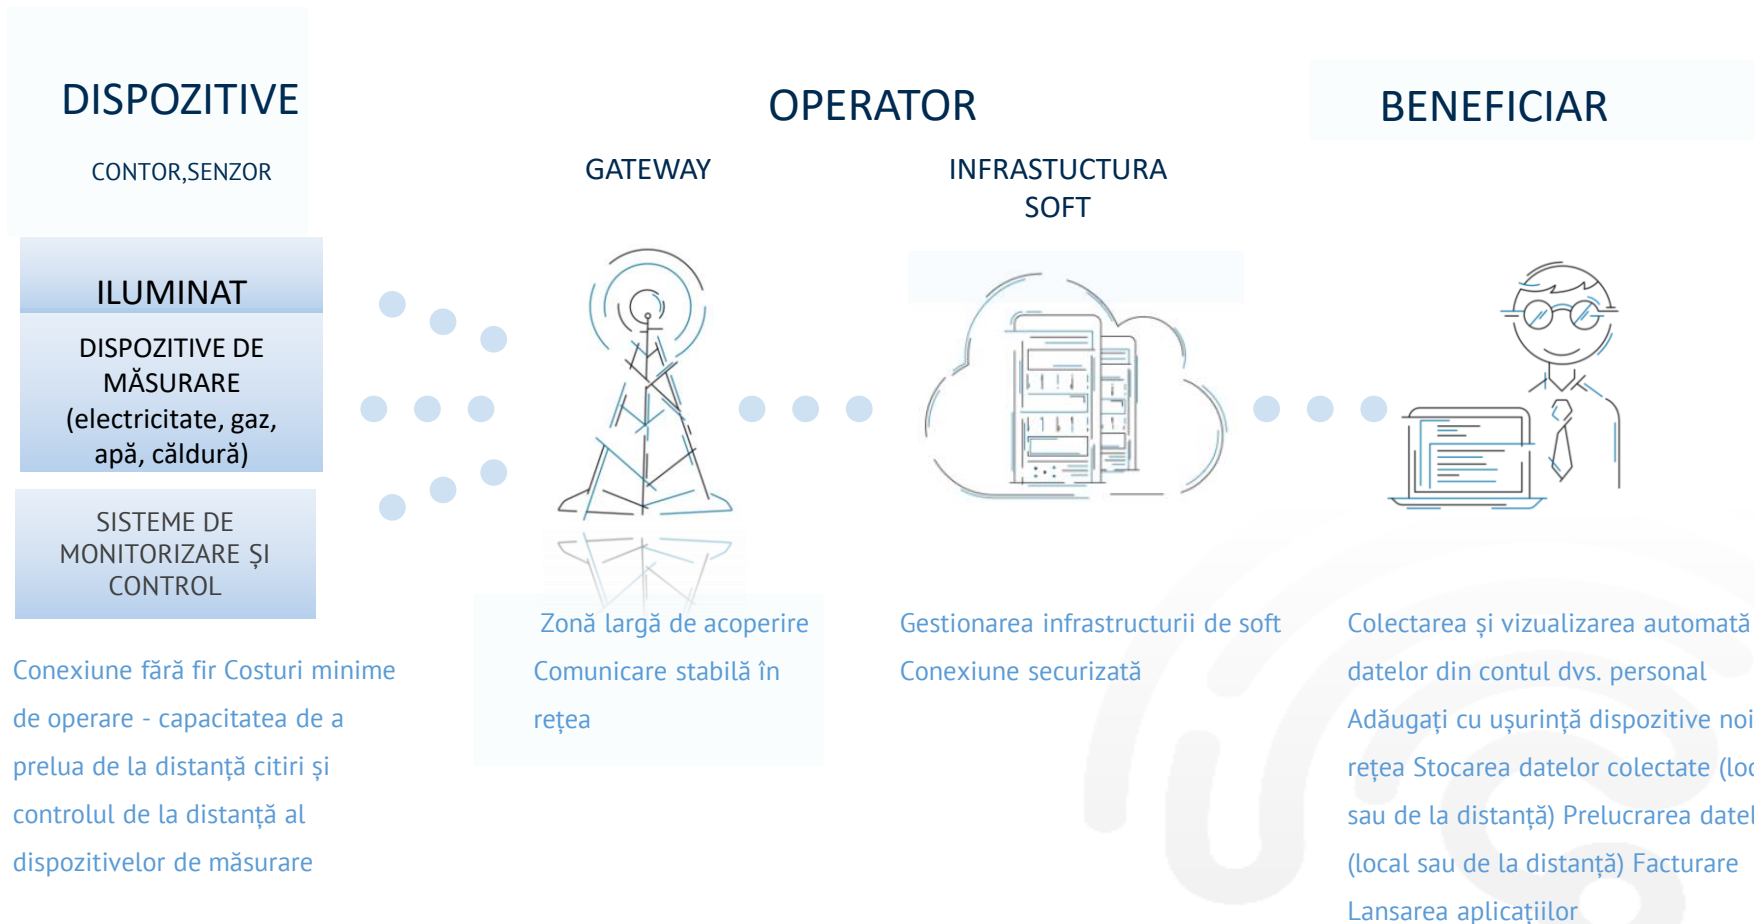 DISPOZITIVE
CONTOR,SENZOR
ILUMINAT
DISPOZITIVE DE
MĂSURARE
(electricitate, gaz,
apă, căldură)
SISTEME DE
MONITORIZARE ȘI
CONTROL
Conexiune fără fir Costuri minime
de operare - capacitatea de a
prelua de la distanță citiri și
controlul de la distanță al
dispozitivelor de măsurare
OPERATOR
GATEWAY
Zonă largă de acoperire
Comunicare stabilă în
rețea
INFRASTUCTURA
SOFT
Gestionarea infrastructurii de soft
Conexiune securizată
BENEFICIAR
Colectarea și vizualizarea automată
datelor din contul dvs. personal
Adăugați cu ușurință dispozitive noi
rețea Stocarea datelor colectate
sau de la distanță) Prelucrarea
(local sau de la distanță) Facturare
Lansarea aplicațiilor